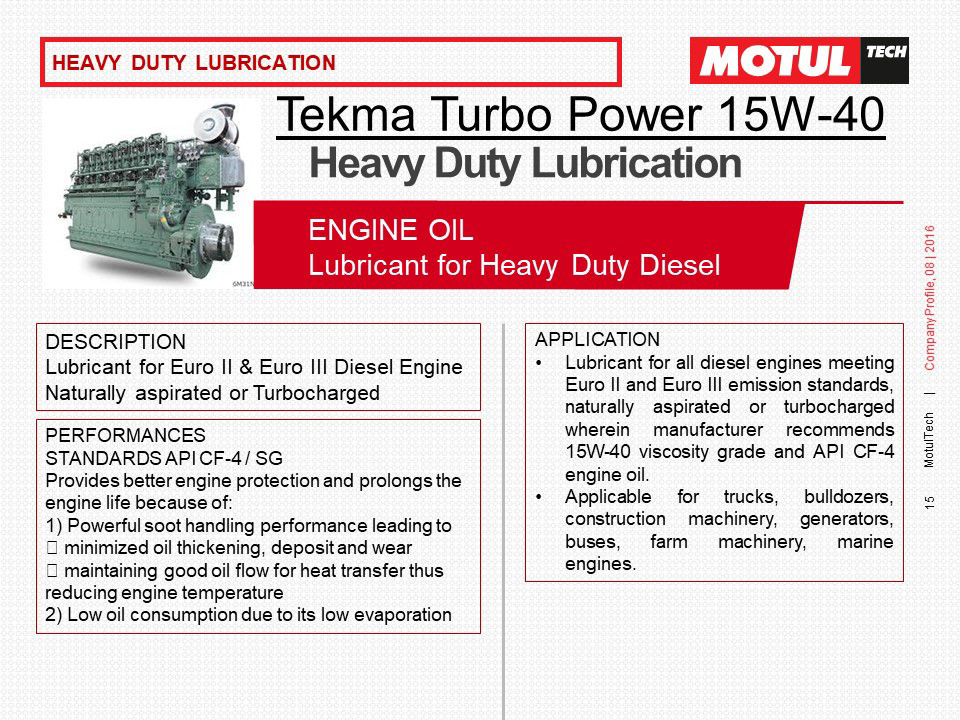 HEAVY DUTY LUBRICATION
MOTUL TECH
Tekma Turbo Power 15W-40
Heavy Duty Lubrication
ENGINE OIL
Lubricant for Heavy Duty Diesel
6M31N
DESCRIPTION
Lubricant for Euro II & Euro III Diesel Engine
Naturally aspirated or Turbocharged
PERFORMANCES
STANDARDS API CF-4 / SG
Provides better engine protection and prolongs the
engine life because of:
1) Powerful soot handling performance leading to
minimized oil thickening, deposit and wear
maintaining good oil flow for heat transfer thus
reducing engine temperature
2) Low oil consumption due to its low evaporation
APPLICATION
• Lubricant for all diesel engines meeting
Euro II and Euro III emission standards,
naturally aspirated or turbocharged
wherein manufacturer recommends
15W-40 viscosity grade and API CF-4
engine oil.
• Applicable for trucks, bulldozers,
construction machinery, generators,
buses, farm machinery, marine
engines.
15 MotulTech | Company Profile, 08 | 2016